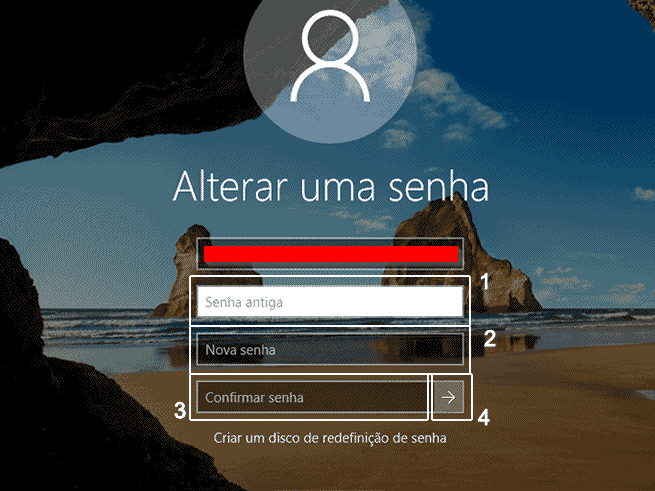 Alterar uma senha
1
Senha antiga
2
Nova senha
3
Confirmar senha
4
Criar um disco de redefinição de senha